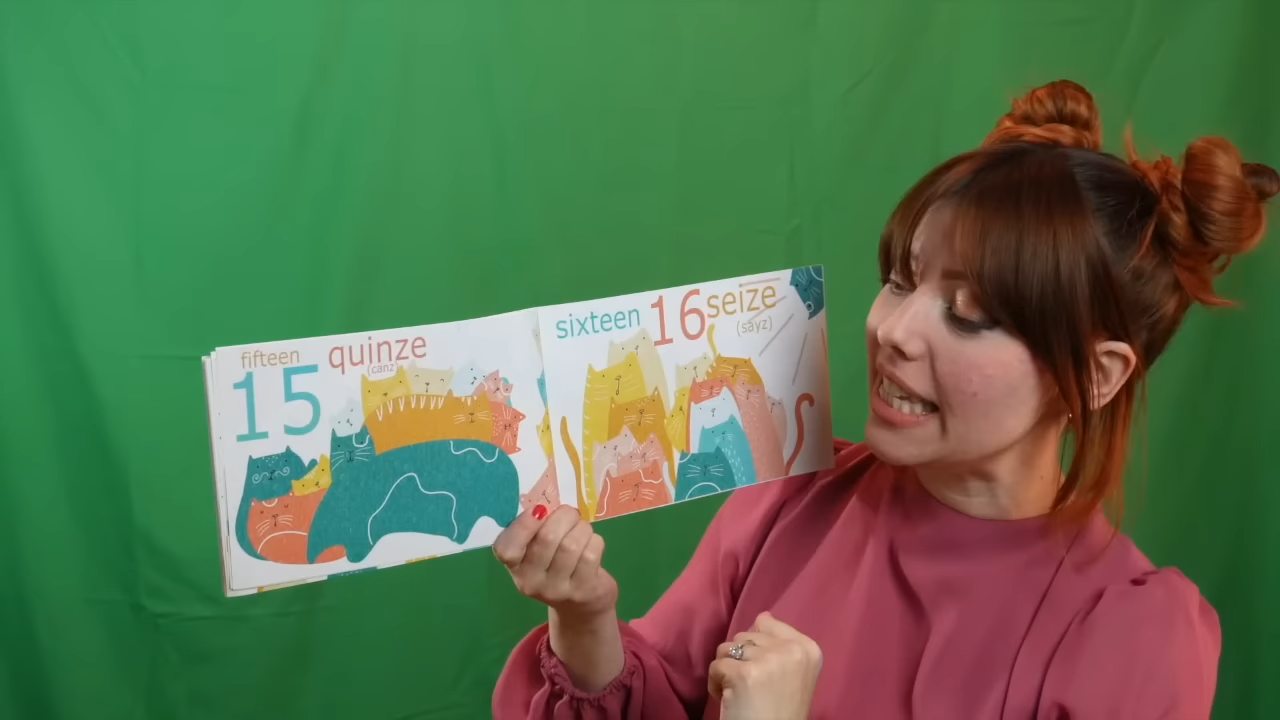 fifteen quinze
15 (canz)
sixteen 16 seize
(sayz)